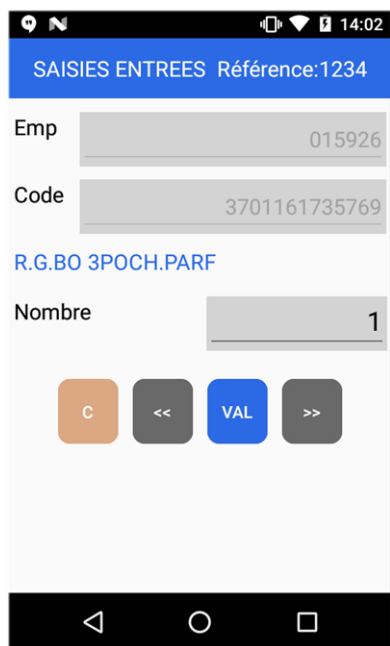 14:02
SAISIES ENTREES Référence:1234
Emp 015926
Code 3701161735769
R.G.BO 3POCH.PARF
Nombre 1
C << VAL >>